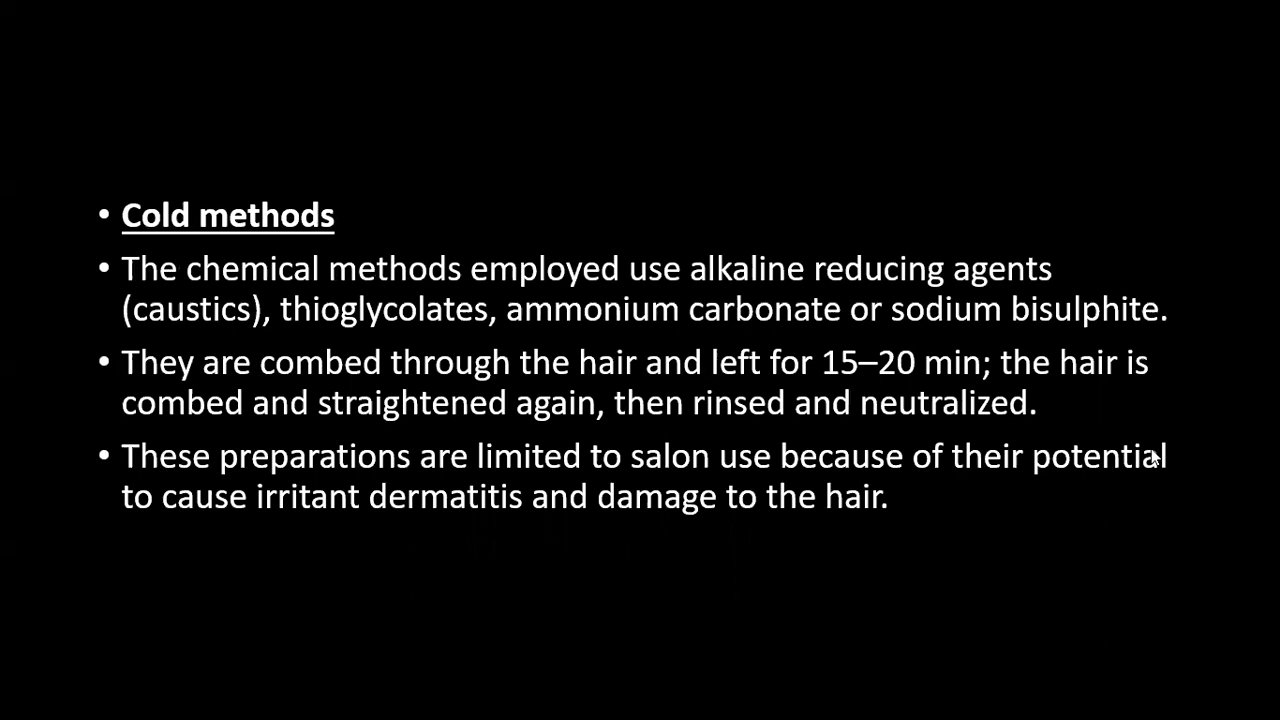 • Cold methods
• The chemical methods employed use alkaline reducing agents
(caustics), thioglycolates, ammonium carbonate or sodium bisulphite.
• They are combed through the hair and left for 15–20 min; the hair is
combed and straightened again, then rinsed and neutralized.
• These preparations are limited to salon use because of their potential
to cause irritant dermatitis and damage to the hair.